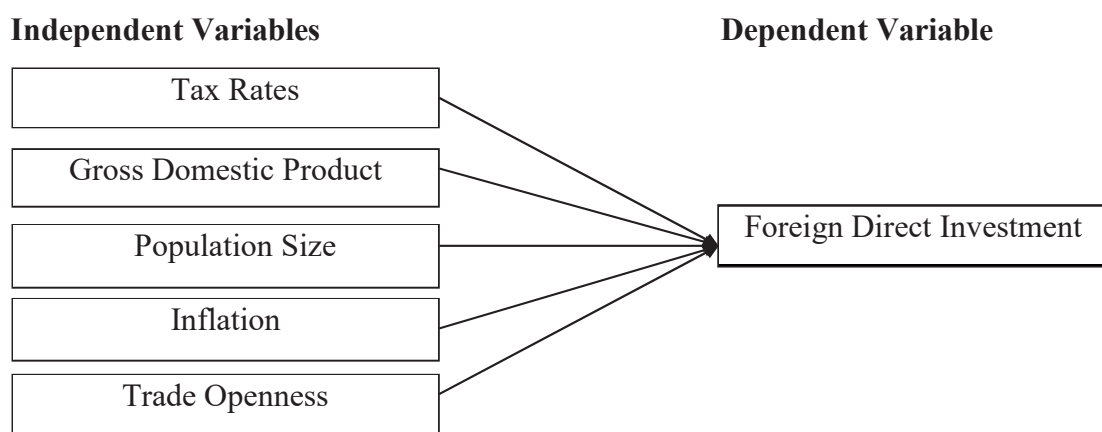 Independent Variables
Dependent Variable
Tax Rates
Gross Domestic Product
Population Size
Inflation
Trade Openness
Foreign Direct Investment